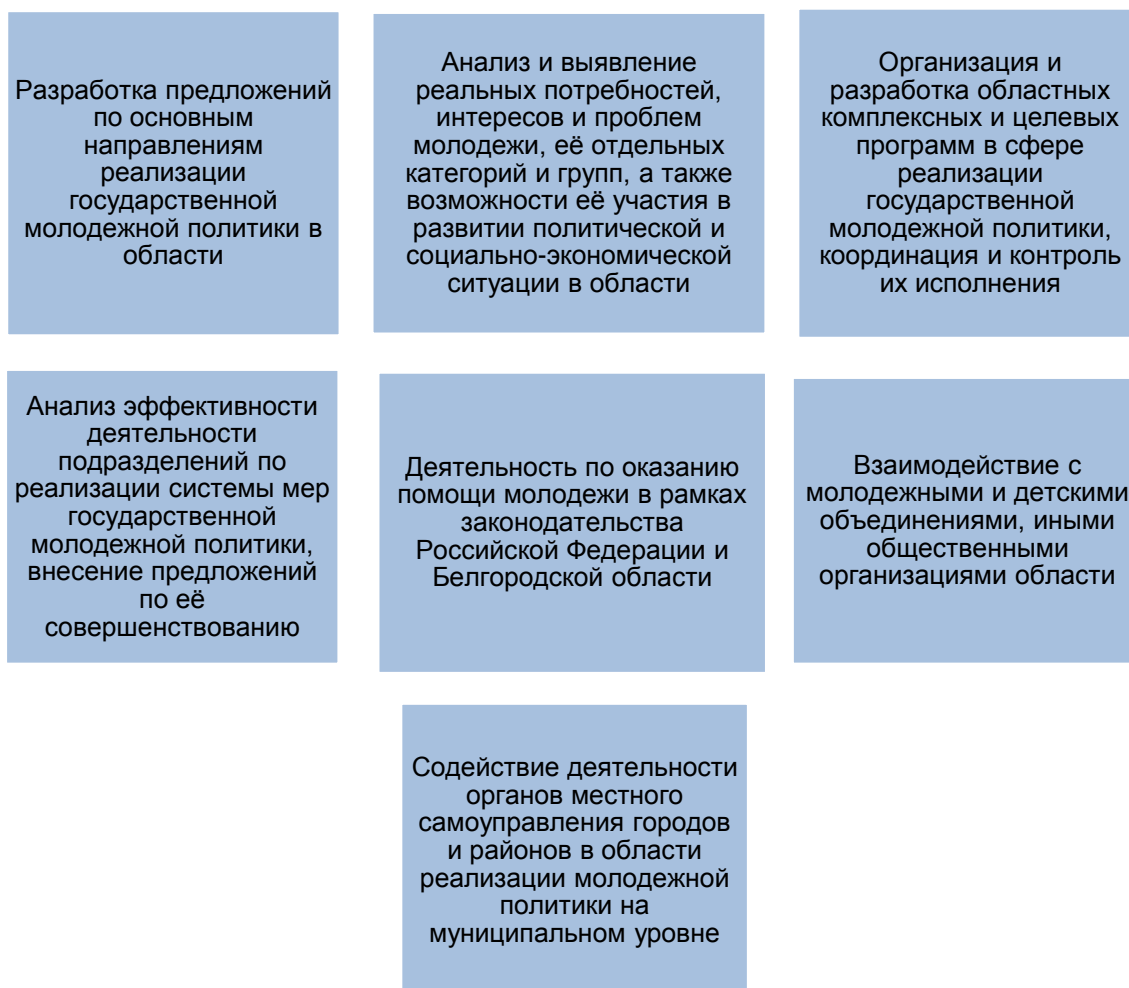 Разработка предложений
по основным
направлениям
реализации
государственной
молодежной политики в
области
Анализ и выявление
реальных потребностей,
интересов и проблем
молодежи, её отдельных
категорий и групп, а также
возможности её участия в
развитии политической и
социально-экономической
ситуации в области
Организация и
разработка областных
комплексных и целевых
программ в сфере
реализации
государственной
молодежной политики,
координация и контроль
их исполнения
Анализ эффективности
деятельности
подразделений по
реализации системы мер
государственной
молодежной политики,
внесение предложений
по её
совершенствованию
Деятельность по оказанию
помощи молодежи в рамках
законодательства
Российской Федерации и
Белгородской области
Взаимодействие с
молодежными и детскими
объединениями, иными
общественными
организациями области
Содействие деятельности
органов местного
самоуправления городов
и районов в области
реализации молодежной
политики на
муниципальном уровне